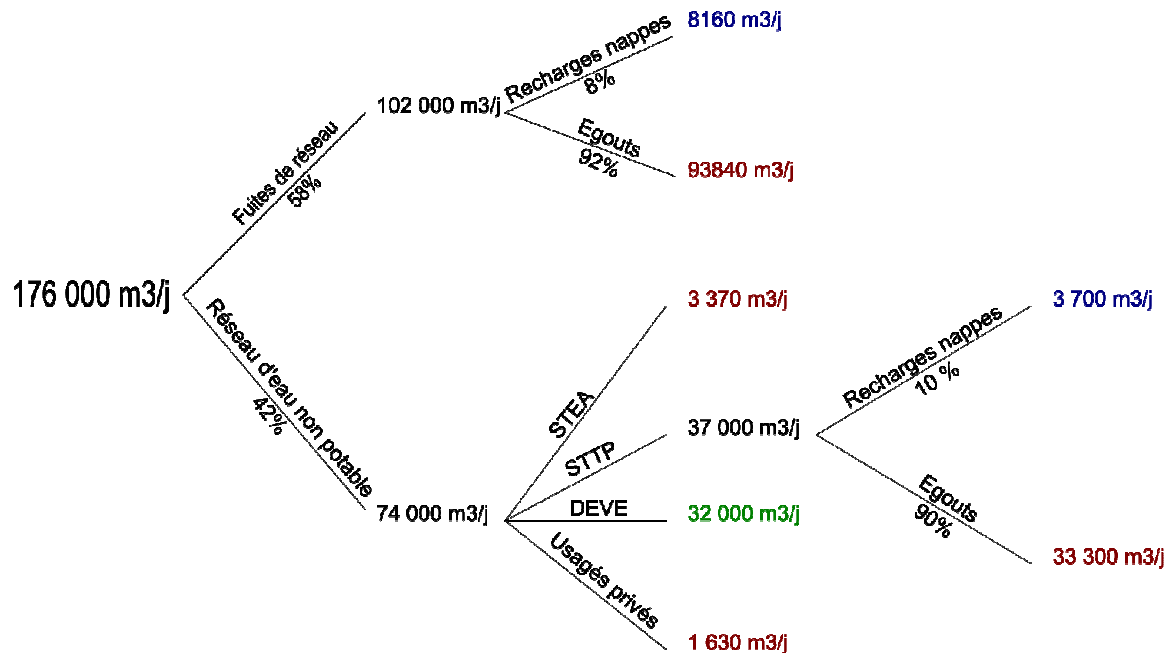 8160 m3/j
Recharges nappes
8%
102 000 m3/j
Egouts
92%
93840 m3/j
Fuites de réseau
58%
176 000 m3/j
Réseau d'eau non potable
42%
3 370 m3/j
3 700 m3/j
Recharges nappes
10 %
STEA
37 000 m3/j
STTP
74 000 m3/j
DEVE
32 000 m3/j
Egouts
90%
33 300 m3/j
Usagés privés
1 630 m3/j